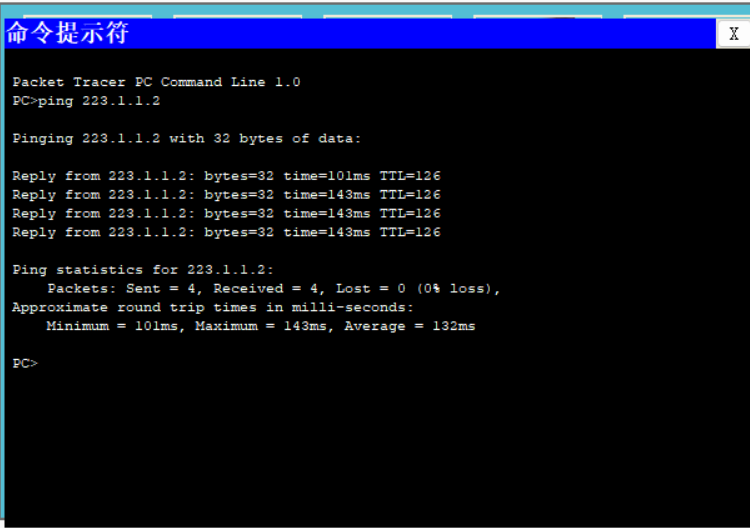 命令提示符
X
Packet Tracer PC Command Line 1.0
PC>ping 223.1.1.2
Pinging 223.1.1.2 with 32 bytes of data:
Reply from 223.1.1.2: bytes=32 time=101ms TTL=126
Reply from 223.1.1.2: bytes=32 time=143ms TTL=126
Reply from 223.1.1.2: bytes=32 time=143ms TTL=126
Reply from 223.1.1.2: bytes=32 time=143ms TTL=126
Ping statistics for 223.1.1.2:
Packets: Sent = 4, Received = 4, Lost = 0 (0% loss),
Approximate round trip times in milli-seconds:
Minimum = 101ms, Maximum = 143ms, Average = 132ms
PC>